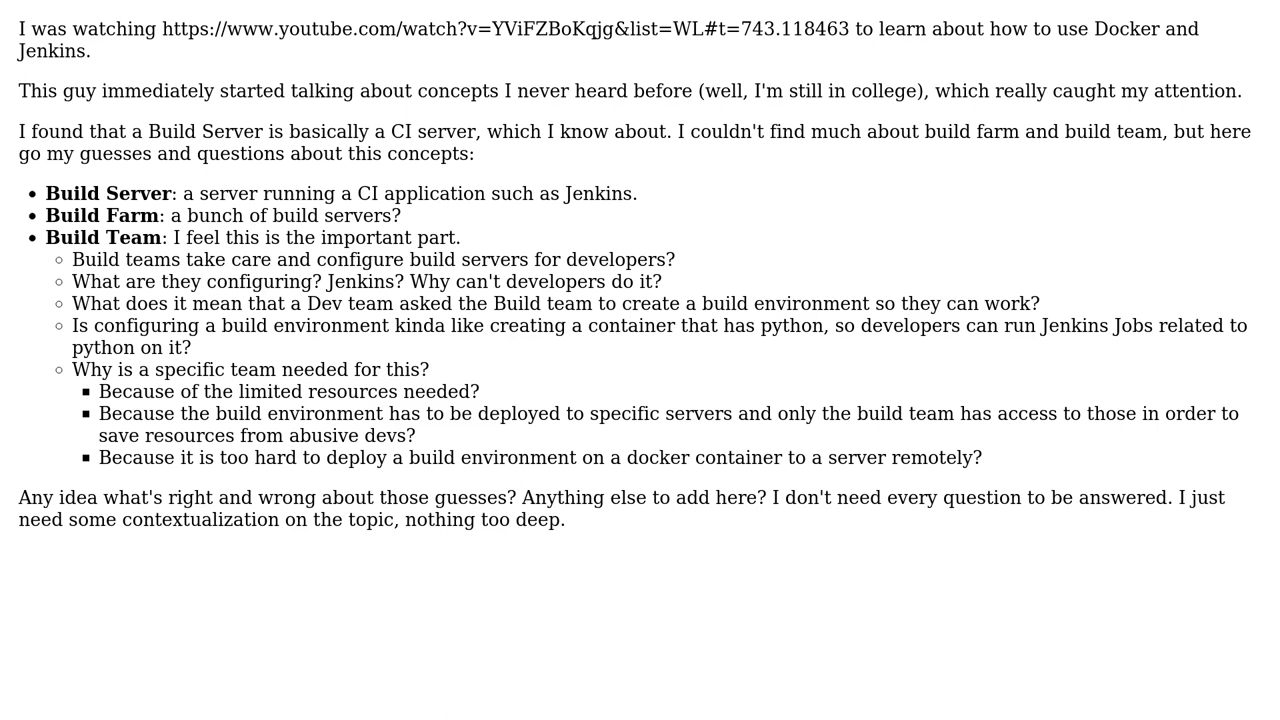 I was watching https://www.youtube.com/watch?v=YViFZBoKqjg&list=WL#t=743.118463 to learn about how to use Docker and
Jenkins.
This guy immediately started talking about concepts I never heard before (well, I'm still in college), which really caught my attention.
I found that a Build Server is basically a CI server, which I know about. I couldn't find much about build farm and build team, but here
go my guesses and questions about this concepts:
• Build Server: a server running a CI application such as Jenkins.
• Build Farm: a bunch of build servers?
• Build Team: I feel this is the important part.
◦ Build teams take care and configure build servers for developers?
◦ What are they configuring? Jenkins? Why can't developers do it?
◦ What does it mean that a Dev team asked the Build team to create a build environment so they can work?
◦ Is configuring a build environment kinda like creating a container that has python, so developers can run Jenkins Jobs related to
python on it?
◦ Why is a specific team needed for this?
▪ Because of the limited resources needed?
▪ Because the build environment has to be deployed to specific servers and only the build team has access to those in order to
save resources from abusive devs?
▪ Because it is too hard to deploy a build environment on a docker container to a server remotely?
Any idea what's right and wrong about those guesses? Anything else to add here? I don't need every question to be answered. I just
need some contextualization on the topic, nothing too deep.